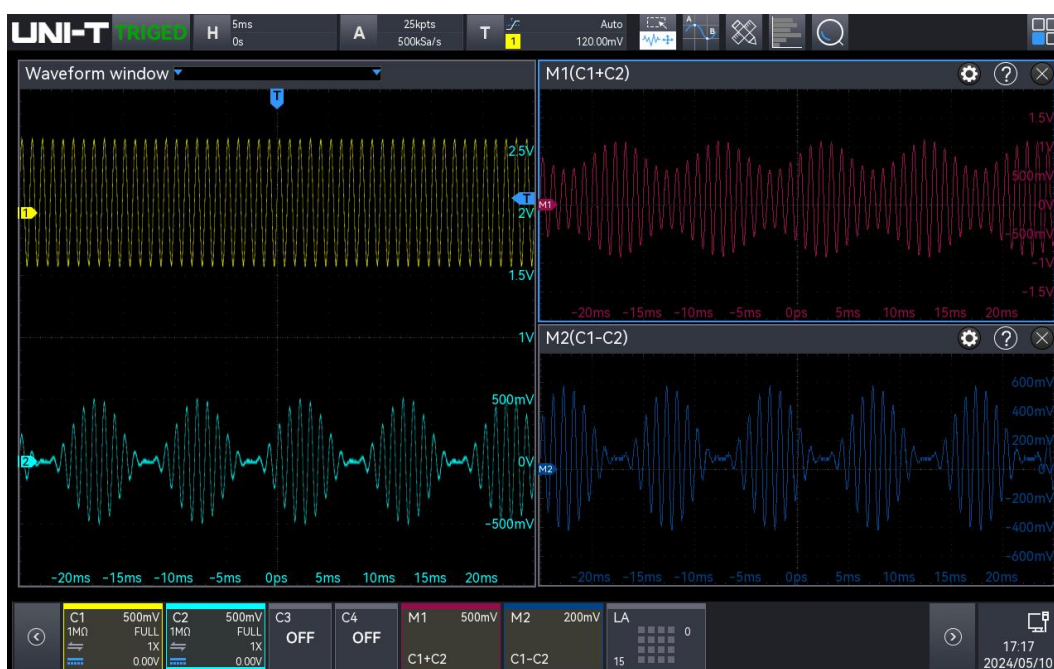 UNI-T TRIGED H 5ms 0s A 25kpts 500kSa/s T 1 Auto 120.00mV A B
Waveform window
T
2.5V
1
T
2V
1.5V
1V
500mV
2
0V
-500mV
-20ms -15ms -10ms -5ms 0ps 5ms 10ms 15ms 20ms
M1(C1+C2)
?
1.5V
1V
500mV
M1
0V
-500mV
-1V
-1.5V
-20ms -15ms -10ms -5ms 0ps 5ms 10ms 15ms 20ms
M2(C1-C2)
?
600mV
400mV
200mV
M2
0V
-200mV
-400mV
-600mV
-20ms -15ms -10ms -5ms 0ps 5ms 10ms 15ms 20ms
C1 500mV
1MΩ FULL
1X
0.00V
C2 500mV
1MΩ FULL
1X
0.00V
C3
OFF
C4
OFF
M1 500mV
C1+C2
M2 200mV
C1-C2
LA
0
15
17:17
2024/05/10